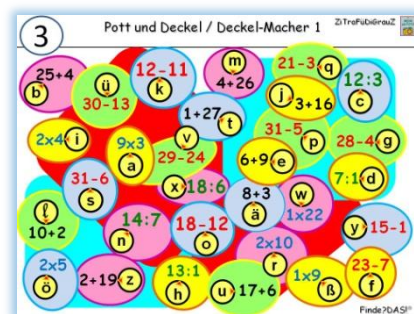 3
Pott und Deckel / Deckel-Macher 1
ZiTraFüDiGrauZ
25+4
b
ü
30-13
12-11
k
m
4+26
21-3
q
j
3+16
12:3
c
1+27
t
2x4
i
9x3
a
v
29-24
31-5
p
28-4
g
6+9
e
7:1
d
31-6
s
x
18:6
8+3
ä
w
1x22
ℓ
10+2
14:7
n
18-12
o
y
15-1
2x5
ö
2+19
z
13:1
h
u
17+6
2x10
r
1x9
ß
23-7
f
Finde?DAS!"